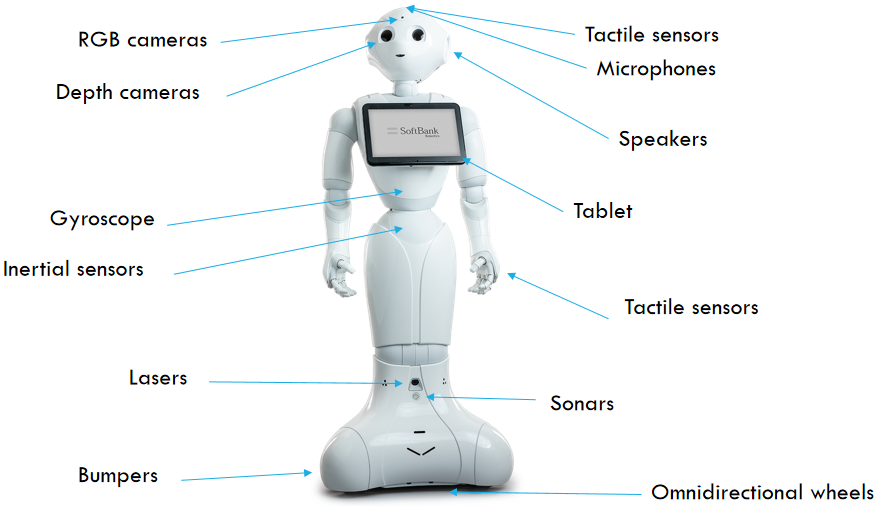 RGB cameras
Tactile sensors
Microphones
Depth cameras
SoftBank
Robotics
Speakers
Gyroscope
Tablet
Inertial sensors
Tactile sensors
Lasers
Sonars
Bumpers
Omnidirectional wheels